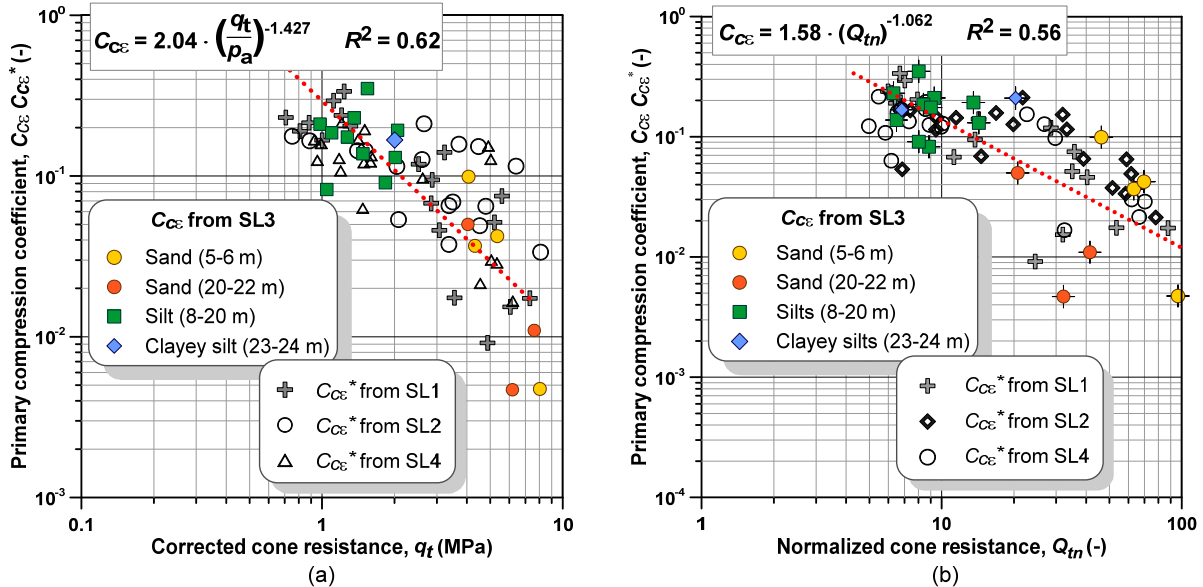 C_Cε = 2.04 · (q_t/p_a)^-1.427    R² = 0.62
Primary compression coefficient, C_Cε C_Cε* (-)
10^0
10^-1
10^-2
10^-3
C_Cε from SL3
Sand (5-6 m)
Sand (20-22 m)
Silt (8-20 m)
Clayey silt (23-24 m)
C_Cε* from SL1
C_Cε* from SL2
C_Cε* from SL4
0.1 1 10
Corrected cone resistance, q_t (MPa)
(a)
C_Cε = 1.58 · (Q_tn)^-1.062    R² = 0.56
Primary compression coefficient, C_Cε C_Cε* (-)
10^0
10^-1
10^-2
10^-3
10^-4
C_Cε from SL3
Sand (5-6 m)
Sand (20-22 m)
Silts (8-20 m)
Clayey silts (23-24 m)
C_Cε* from SL1
C_Cε* from SL2
C_Cε* from SL4
1 10 100
Normalized cone resistance, Q_tn (-)
(b)